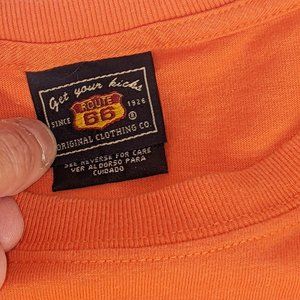 Get your kicks
ROUTE
SINCE 66 1926
®
ORIGINAL CLOTHING CO.
SEE REVERSE FOR CARE
VER AL DORSO PARA
CUIDADO